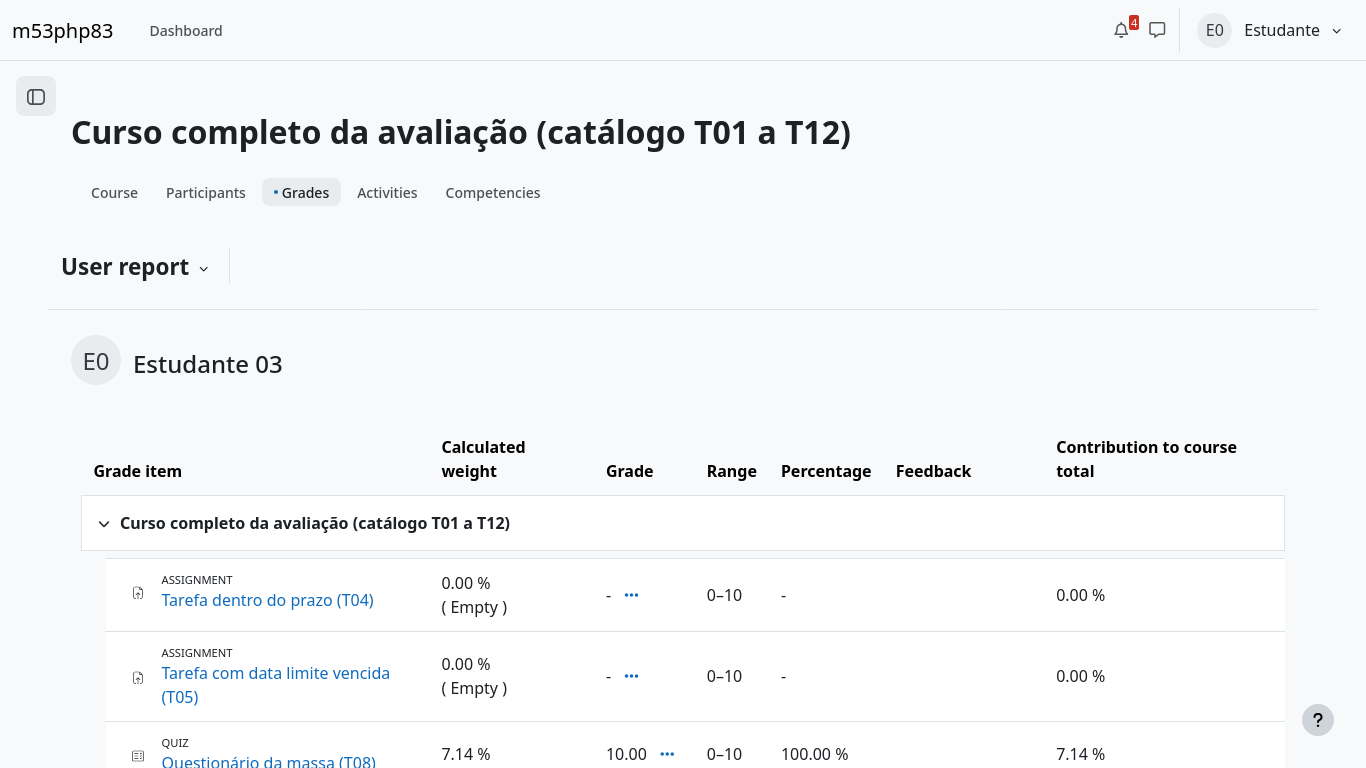 m53php83
Dashboard
4
E0
Estudante
Curso completo da avaliação (catálogo T01 a T12)
Course
Participants
Grades
Activities
Competencies
User report
E0
Estudante 03
Grade item
Calculated
weight
Grade
Range
Percentage
Feedback
Contribution to course
total
Curso completo da avaliação (catálogo T01 a T12)
ASSIGNMENT
Tarefa dentro do prazo (T04)
0.00 %
( Empty )
-
0–10
-
0.00 %
ASSIGNMENT
Tarefa com data limite vencida
(T05)
0.00 %
( Empty )
-
0–10
-
0.00 %
?
QUIZ
Questionário da massa (T08)
7.14 %
10.00
0–10
100.00 %
7.14 %